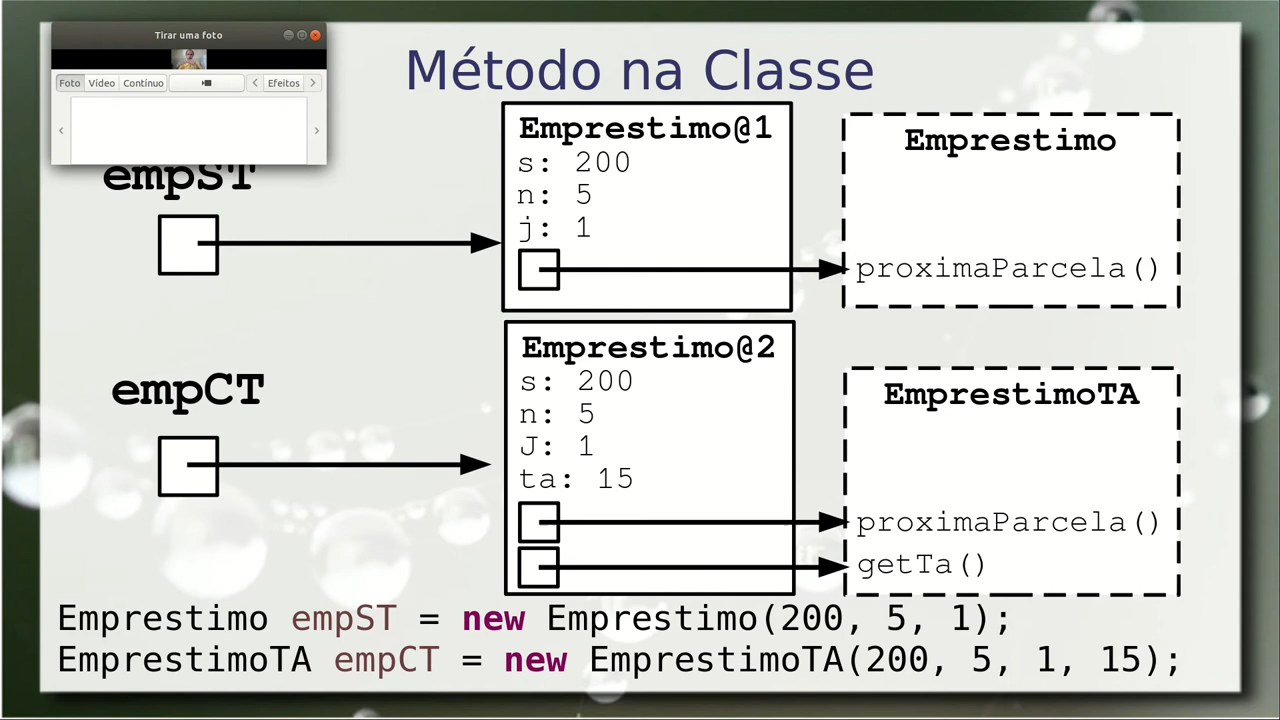 Tirar uma foto
Foto Vídeo Contínuo Efeitos
Método na Classe
empST
Emprestimo@1
s: 200
n: 5
j: 1
Emprestimo
proximaParcela()
empCT
Emprestimo@2
s: 200
n: 5
J: 1
ta: 15
EmprestimoTA
proximaParcela()
getTa()
Emprestimo empST = new Emprestimo(200, 5, 1);
EmprestimoTA empCT = new EmprestimoTA(200, 5, 1, 15);